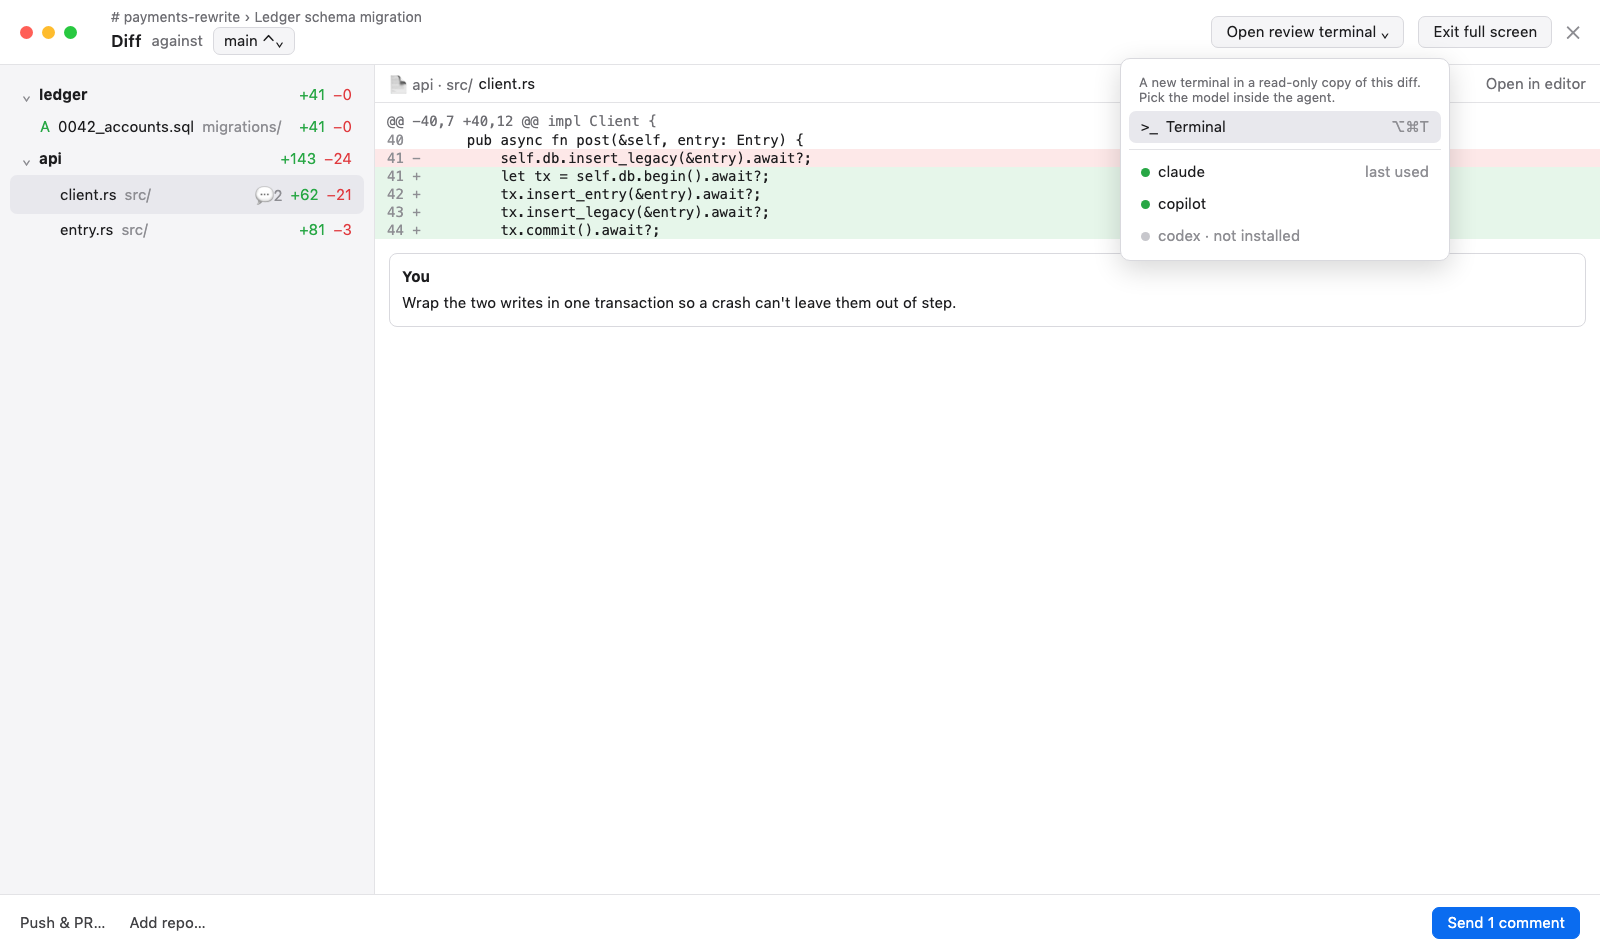 # payments-rewrite › Ledger schema migration
Diff against main
Open review terminal
Exit full screen
ledger +41 −0
A 0042_accounts.sql migrations/ +41 −0
api +143 −24
client.rs src/ 2 +62 −21
entry.rs src/ +81 −3
api · src/ client.rs
Open in editor
@@ −40,7 +40,12 @@ impl Client {
40 pub async fn post(&self, entry: Entry) {
41 − self.db.insert_legacy(&entry).await?;
41 + let tx = self.db.begin().await?;
42 + tx.insert_entry(&entry).await?;
43 + tx.insert_legacy(&entry).await?;
44 + tx.commit().await?;
You
Wrap the two writes in one transaction so a crash can't leave them out of step.
A new terminal in a read-only copy of this diff.
Pick the model inside the agent.
>_ Terminal ⌥⌘T
claude last used
copilot
codex · not installed
Push & PR...
Add repo...
Send 1 comment